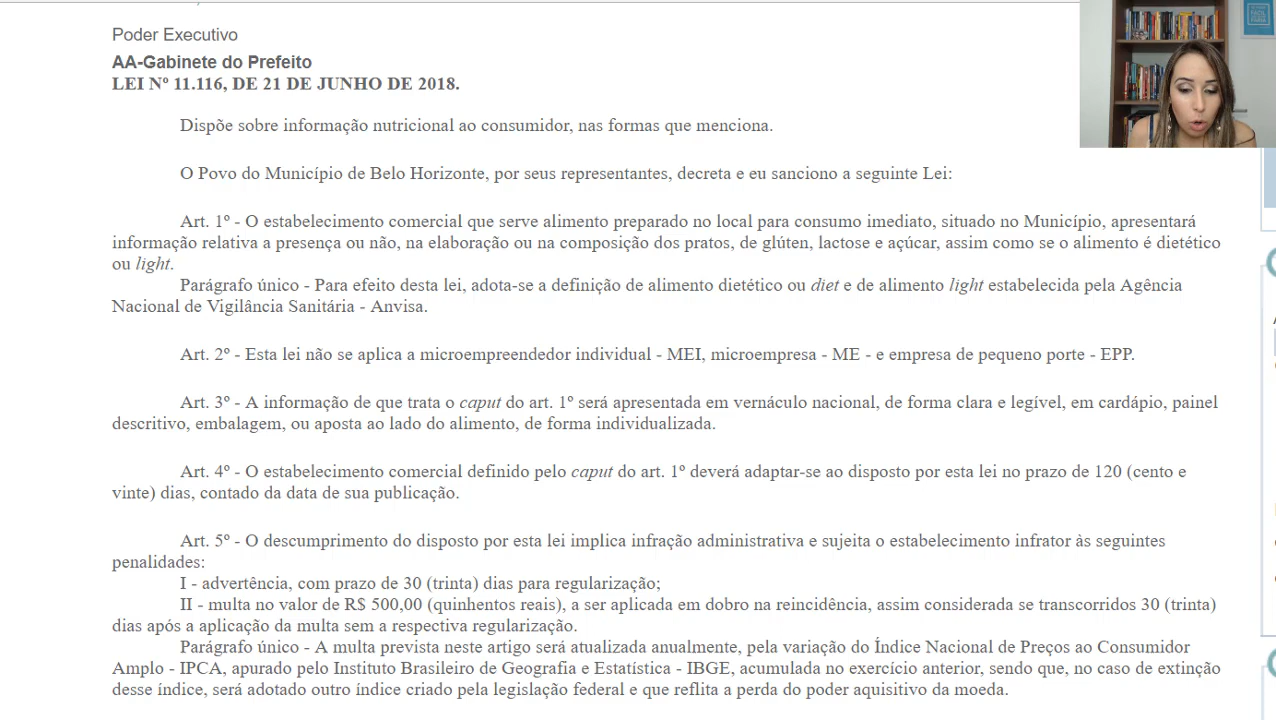 Poder Executivo
AA-Gabinete do Prefeito
LEI Nº 11.116, DE 21 DE JUNHO DE 2018.
Dispõe sobre informação nutricional ao consumidor, nas formas que menciona.
O Povo do Município de Belo Horizonte, por seus representantes, decreta e eu sanciono a seguinte Lei:
Art. 1º - O estabelecimento comercial que serve alimento preparado no local para consumo imediato, situado no Município, apresentará
informação relativa a presença ou não, na elaboração ou na composição dos pratos, de glúten, lactose e açúcar, assim como se o alimento é dietético
ou light.
Parágrafo único - Para efeito desta lei, adota-se a definição de alimento dietético ou diet e de alimento light estabelecida pela Agência
Nacional de Vigilância Sanitária - Anvisa.
Art. 2º - Esta lei não se aplica a microempreendedor individual - MEI, microempresa - ME - e empresa de pequeno porte - EPP.
Art. 3º - A informação de que trata o caput do art. 1º será apresentada em vernáculo nacional, de forma clara e legível, em cardápio, painel
descritivo, embalagem, ou aposta ao lado do alimento, de forma individualizada.
Art. 4º - O estabelecimento comercial definido pelo caput do art. 1º deverá adaptar-se ao disposto por esta lei no prazo de 120 (cento e
vinte) dias, contado da data de sua publicação.
Art. 5º - O descumprimento do disposto por esta lei implica infração administrativa e sujeita o estabelecimento infrator às seguintes
penalidades:
I - advertência, com prazo de 30 (trinta) dias para regularização;
II - multa no valor de R$ 500,00 (quinhentos reais), a ser aplicada em dobro na reincidência, assim considerada se transcorridos 30 (trinta)
dias após a aplicação da multa sem a respectiva regularização.
Parágrafo único - A multa prevista neste artigo será atualizada anualmente, pela variação do Índice Nacional de Preços ao Consumidor
Amplo - IPCA, apurado pelo Instituto Brasileiro de Geografia e Estatística - IBGE, acumulada no exercício anterior, sendo que, no caso de extinção
desse índice, será adotado outro índice criado pela legislação federal e que reflita a perda do poder aquisitivo da moeda.